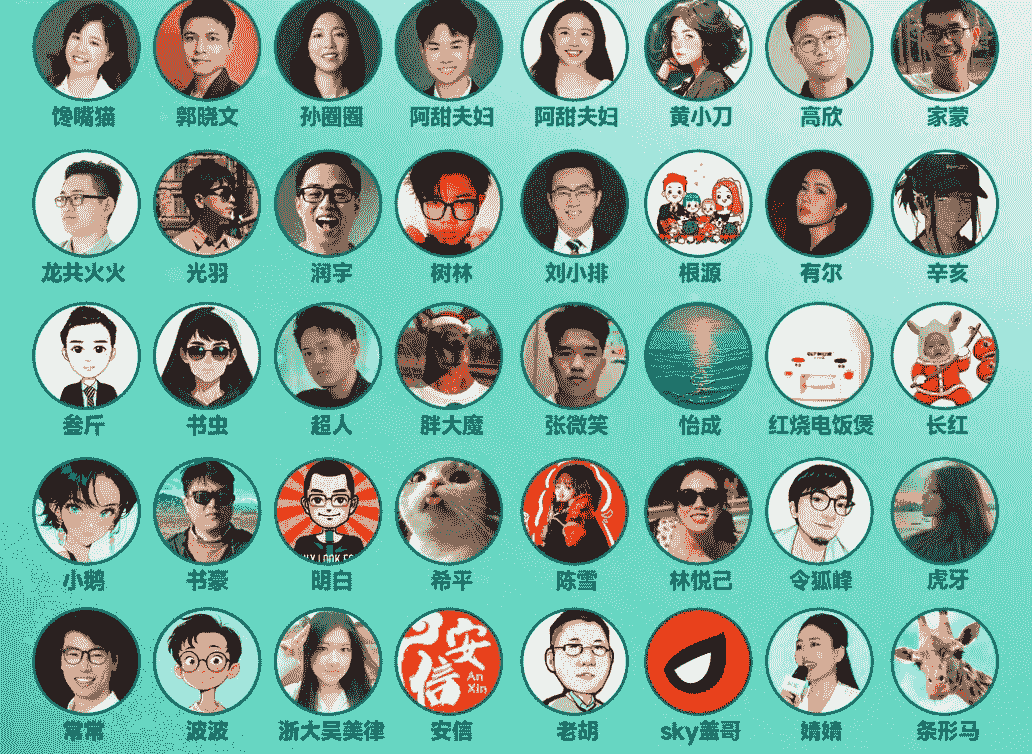 馋嘴猫 郭晓文 孙圈圈 阿甜夫妇 阿甜夫妇 黄小刀 高欣 家蒙
龙共火火 光羽 润宇 树林 刘小排 根源 有尔 辛亥
叁斤 书虫 超人 胖大魔 张微笑 怡成 红烧电饭煲 长红
小鹅 书豪 明白 希平 陈雪 林悦己 令狐峰 虎牙
安信
An
Xin
常常 波波 浙大吴美律 安信 老胡 sky盖哥 婧婧 条形马